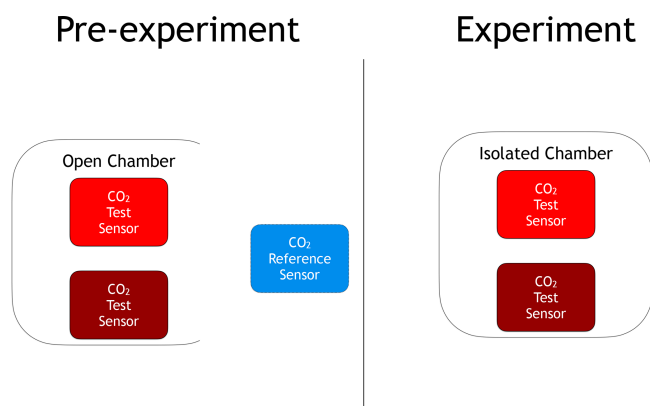 Pre-experiment
Experiment
Open Chamber
CO₂
Test
Sensor
CO₂
Test
Sensor
CO₂
Reference
Sensor
Isolated Chamber
CO₂
Test
Sensor
CO₂
Test
Sensor